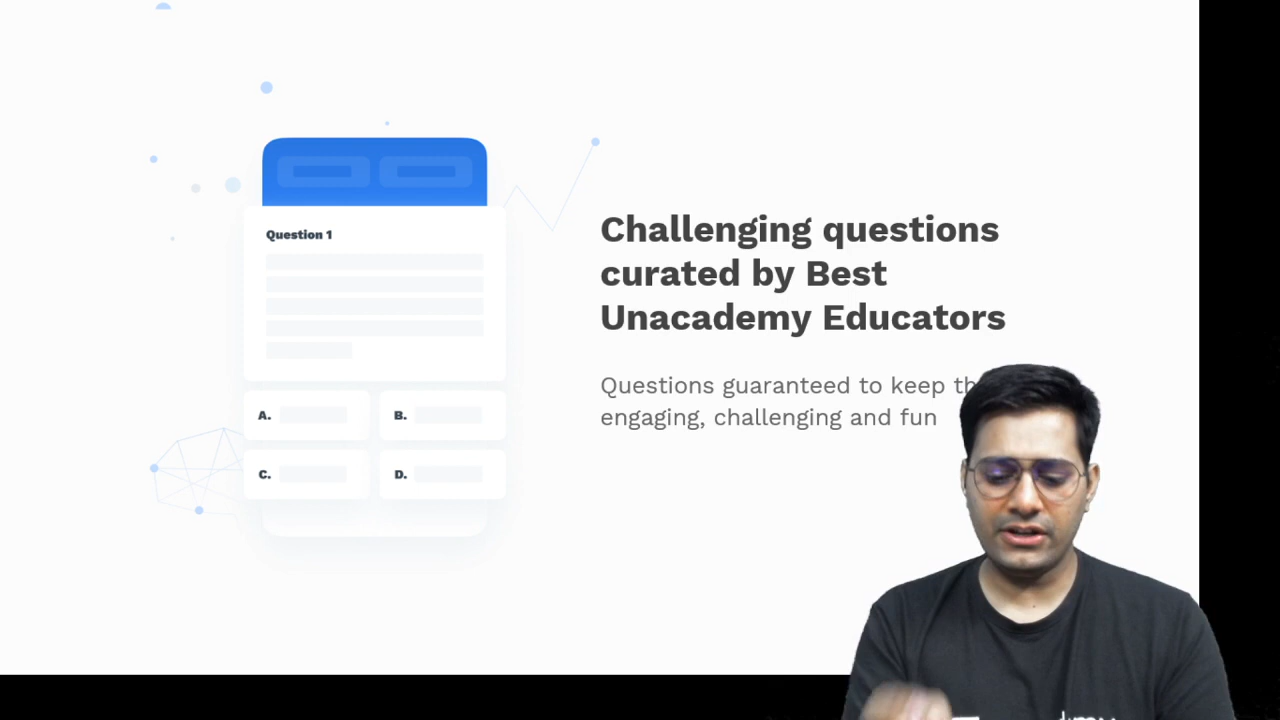 Question 1
A.
B.
C.
D.
Challenging questions
curated by Best
Unacademy Educators
Questions guaranteed to keep
engaging, challenging and fun